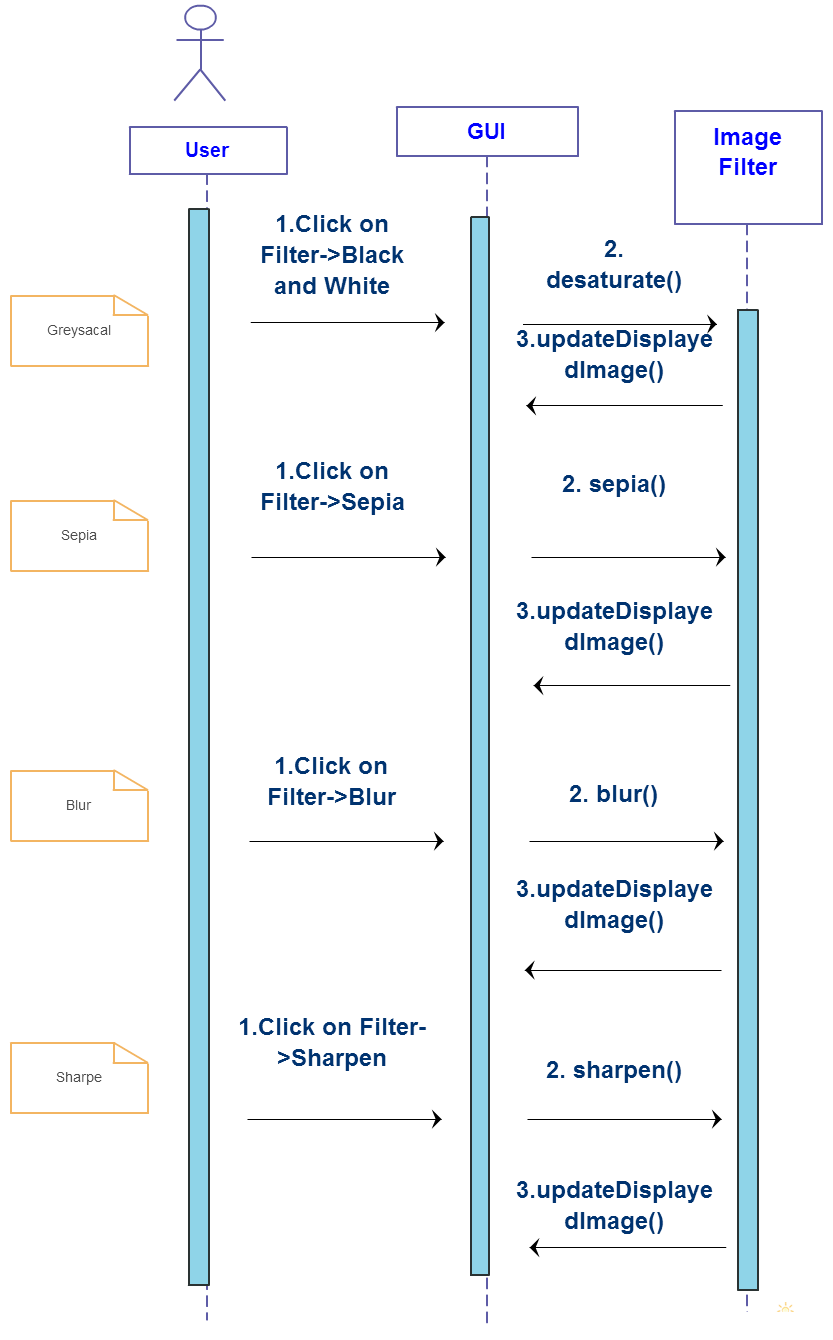 User
GUI
Image
Filter
1.Click on
Filter->Black
and White
2.
desaturate()
Greysacal
3.updateDisplaye
dImage()
1.Click on
Filter->Sepia
2. sepia()
Sepia
3.updateDisplaye
dImage()
1.Click on
Filter->Blur
2. blur()
Blur
3.updateDisplaye
dImage()
1.Click on Filter-
>Sharpen
2. sharpen()
Sharpe
3.updateDisplaye
dImage()